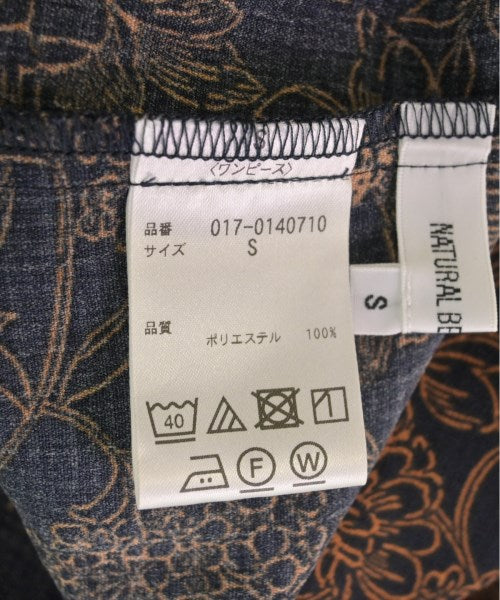 〈ワンピース〉
品番 017-0140710
サイズ S
品質 ポリエステル 100%
40
F
W
S
NATURAL BE